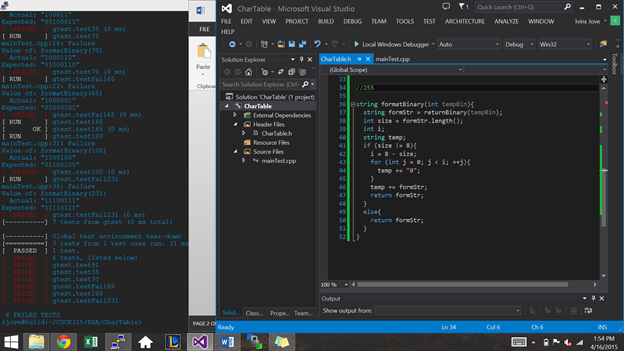 Actual: "100011"
Expected: "00100011"
FAILED ] gtest.test35 (0 ms)
[ RUN ] gtest.test70
mainTest.cpp:18: Failure
Value of: formatBinary(70)
Actual: "1000110"
Expected: "01000110"
FAILED ] gtest.test70 (0 ms)
[ RUN ] gtest.testFail65
mainTest.cpp:22: Failure
Value of: formatBinary(65)
Actual: "1000001"
Expected: "01000001"
FAILED ] gtest.testFail65 (0 ms)
[ RUN ] gtest.test165
[ OK ] gtest.test165 (0 ms)
[ RUN ] gtest.test100
mainTest.cpp:31: Failure
Value of: formatBinary(100)
Actual: "1100100"
Expected: "01100100"
FAILED ] gtest.test100 (0 ms)
[ RUN ] gtest.testFail231
mainTest.cpp:35: Failure
Value of: formatBinary(231)
Actual: "11100111"
Expected: "11110111"
FAILED ] gtest.testFail231 (0 ms)
[----------] 7 tests from gtest (0 ms total)
[----------] Global test environment tear-down
[==========] 7 tests from 1 test case ran. (1 ms
[ PASSED ] 1 test.
FAILED ] 6 tests, listed below:
FAILED ] gtest.test91
FAILED ] gtest.test35
FAILED ] gtest.test70
FAILED ] gtest.testFail65
FAILED ] gtest.test100
FAILED ] gtest.testFail231
6 FAILED TESTS
ijove@build:~/CSCE315/RSA/CharTable>
FILE
Paste
Clipboard
PAGE 2 O
CharTable - Microsoft Visual Studio
1
Quick Launch (Ctrl+Q)
FILE EDIT VIEW PROJECT BUILD DEBUG TEAM TOOLS TEST ARCHITECTURE ANALYZE WINDOW
Ivins Jove
HELP
Local Windows Debugger Auto Debug Win32
Solution Explorer
Search Solution Explorer (Ctrl+
Solution 'CharTable' (1 project)
CharTable
External Dependencies
Header Files
CharTable.h
Resource Files
Source Files
mainTest.cpp
Solut... Class... Prope... Team...
CharTable.h mainTest.cpp
(Global Scope)
33
34 //255
35
36 string formatBinary(int tempBin){
37 string formStr = returnBinary(tempBin);
38 int size = formStr.length();
39 int i;
40 string temp;
41 if (size != 8){
42 i = 8 - size;
43 for (int j = 0; j < i; ++j){
44 temp += "0";
45 }
46 temp += formStr;
47 return formStr;
48 }
49 else{
50 return formStr;
51 }
52 }
100 %
Output
Show output from:
Toolbox
Ready Ln 34 Col 6 Ch 6 INS
1:54 PM
4/16/2015